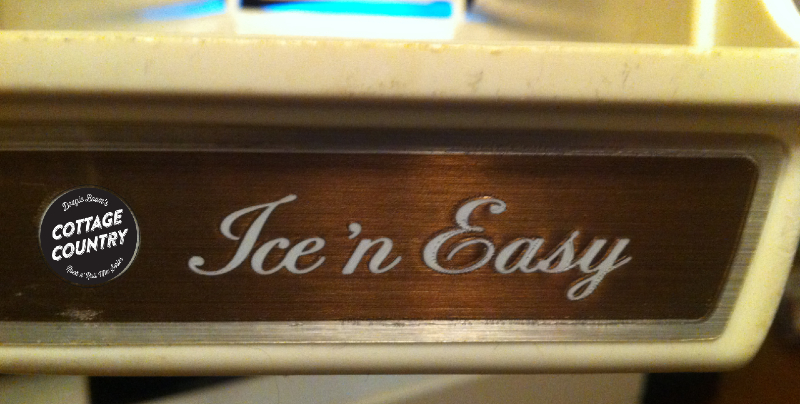 COTTAGE
COUNTRY
Ice 'n Easy